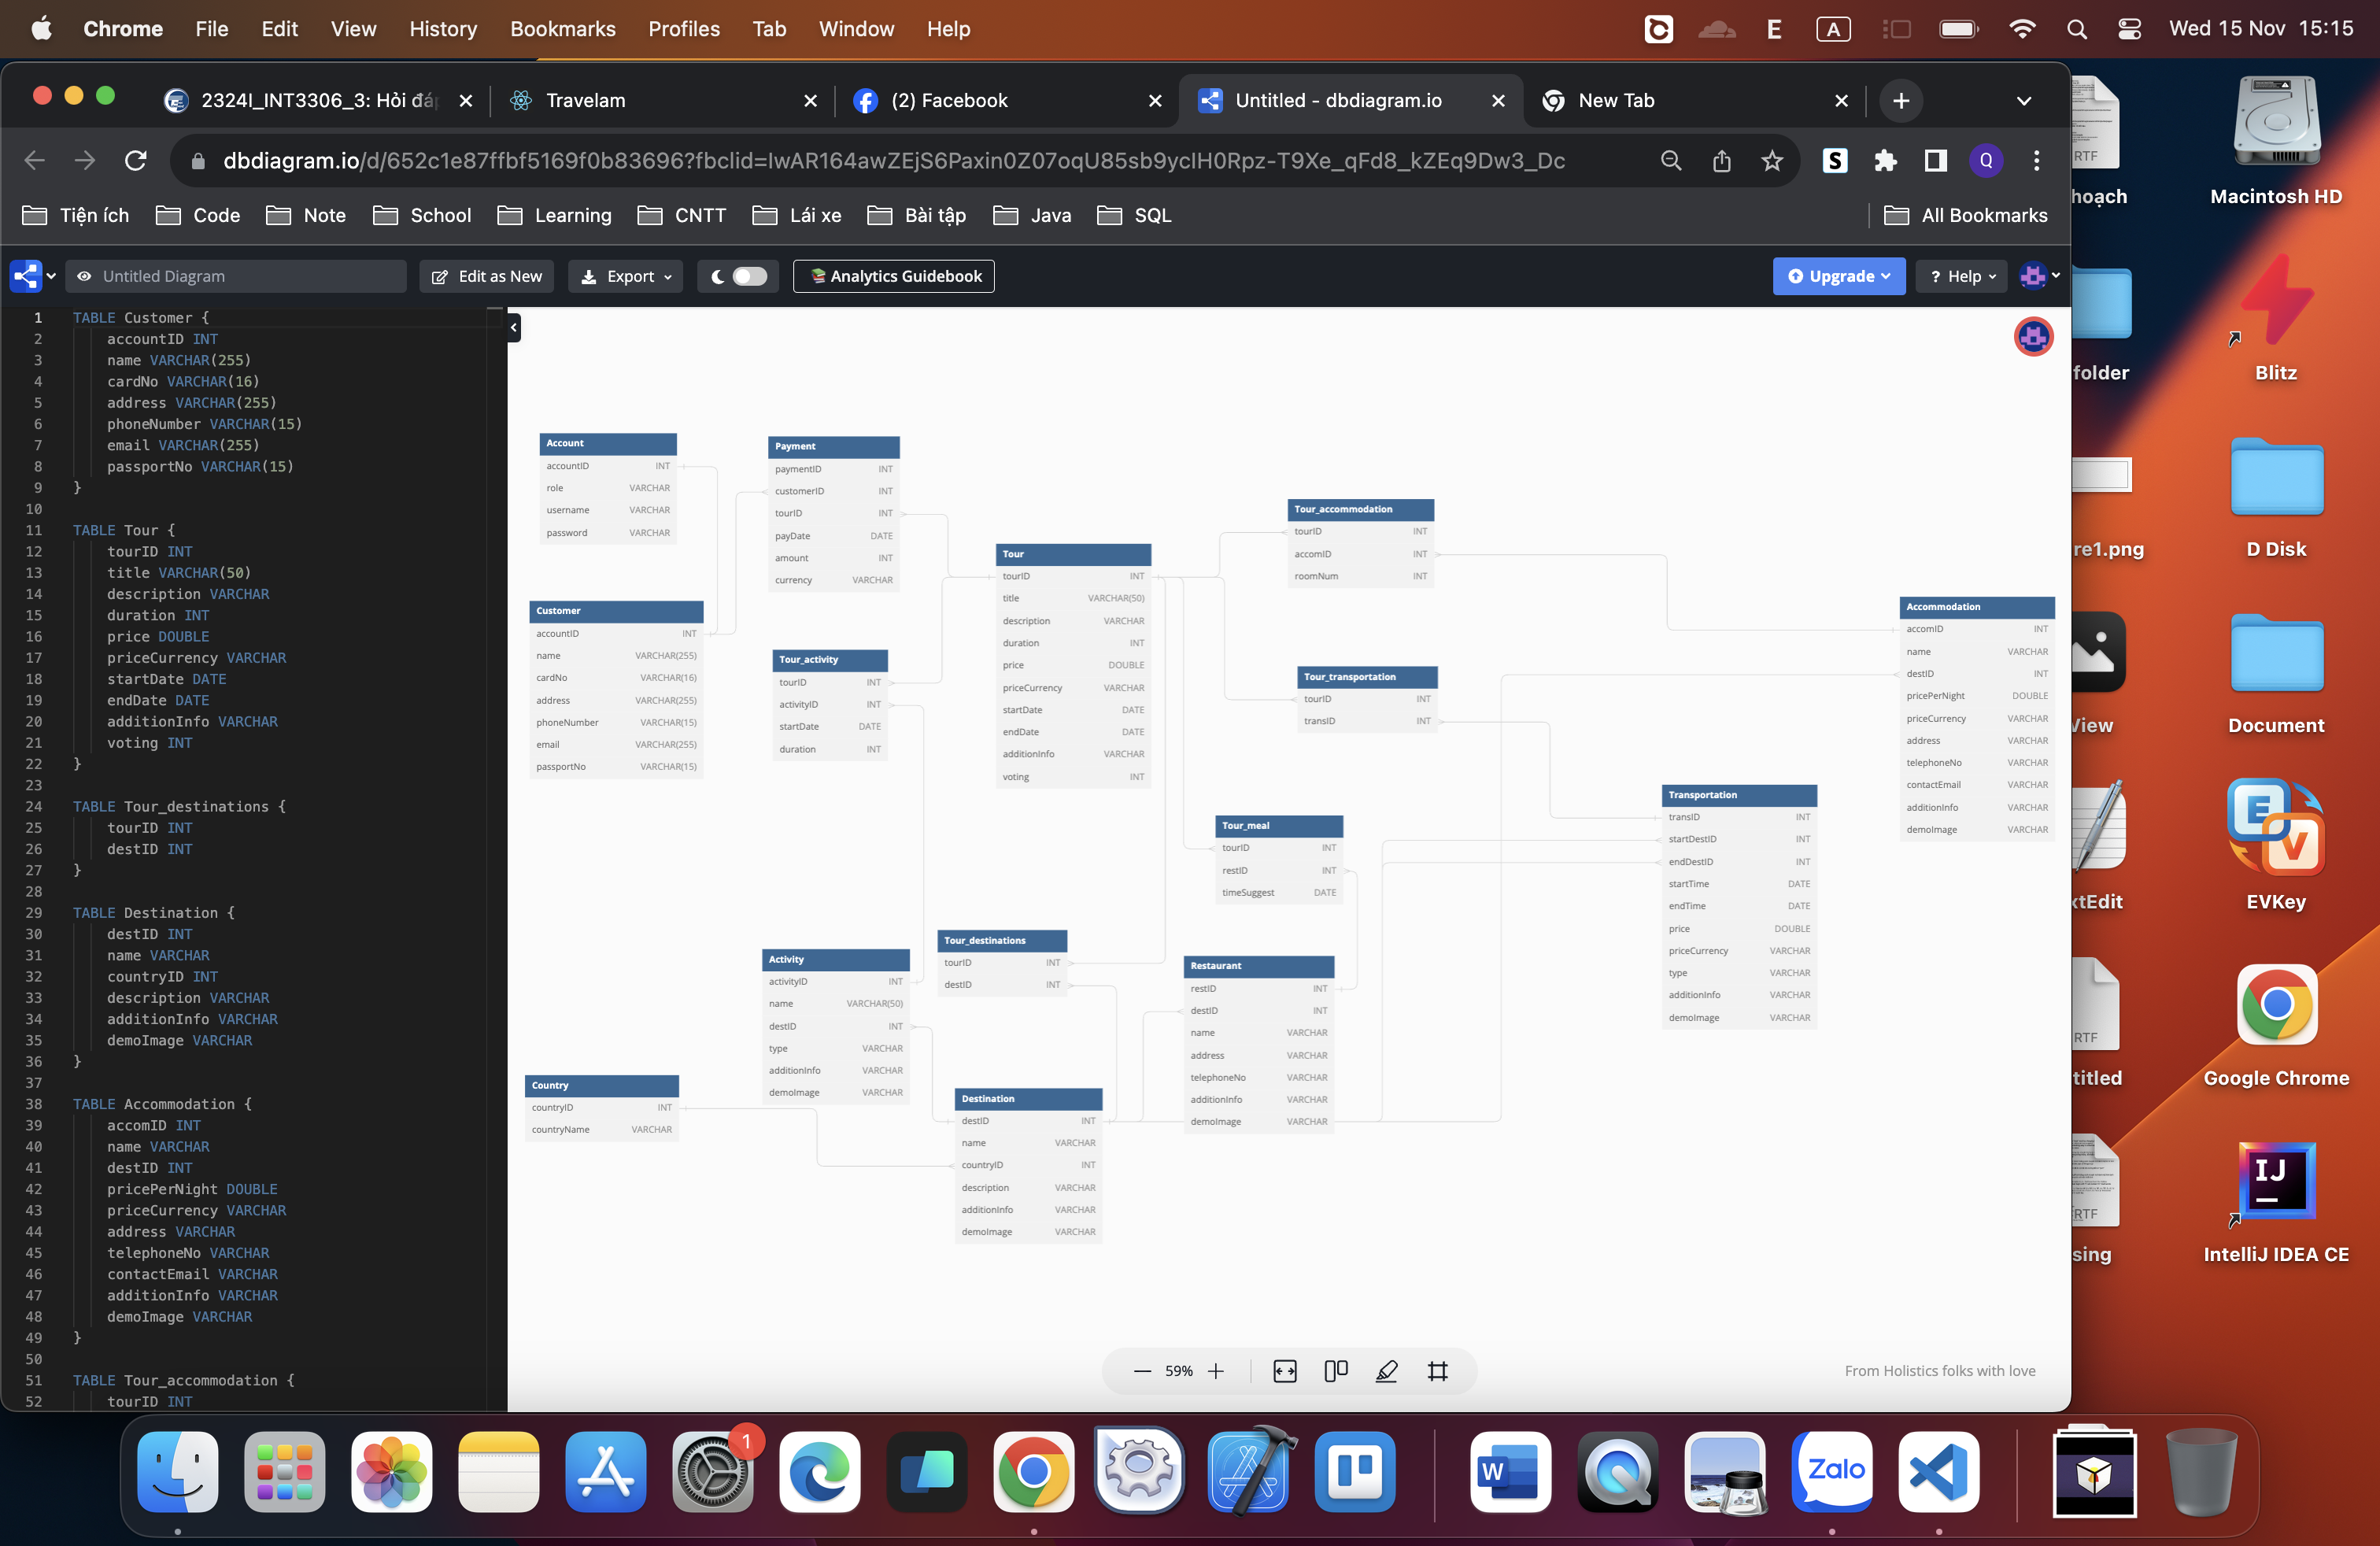 Chrome File Edit View History Bookmarks Profiles Tab Window Help
E A Wed 15 Nov 15:15
2324I_INT3306_3: Hỏi đáp
Travelam
(2) Facebook
Untitled - dbdiagram.io
New Tab
dbdiagram.io/d/652c1e87ffbf5169f0b83696?fbclid=IwAR164awZEjS6Paxin0Z07oqU85sb9ycIH0Rpz-T9Xe_qFd8_kZEq9Dw3_Dc
S Q
Tiện ích Code Note School Learning CNTT Lái xe Bài tập Java SQL All Bookmarks
Untitled Diagram Edit as New Export Analytics Guidebook Upgrade ? Help
1 TABLE Customer {
2 accountID INT
3 name VARCHAR(255)
4 cardNo VARCHAR(16)
5 address VARCHAR(255)
6 phoneNumber VARCHAR(15)
7 email VARCHAR(255)
8 passportNo VARCHAR(15)
9 }
10
11 TABLE Tour {
12 tourID INT
13 title VARCHAR(50)
14 description VARCHAR
15 duration INT
16 price DOUBLE
17 priceCurrency VARCHAR
18 startDate DATE
19 endDate DATE
20 additionInfo VARCHAR
21 voting INT
22 }
23
24 TABLE Tour_destinations {
25 tourID INT
26 destID INT
27 }
28
29 TABLE Destination {
30 destID INT
31 name VARCHAR
32 countryID INT
33 description VARCHAR
34 additionInfo VARCHAR
35 demoImage VARCHAR
36 }
37
38 TABLE Accommodation {
39 accomID INT
40 name VARCHAR
41 destID INT
42 pricePerNight DOUBLE
43 priceCurrency VARCHAR
44 address VARCHAR
45 telephoneNo VARCHAR
46 contactEmail VARCHAR
47 additionInfo VARCHAR
48 demoImage VARCHAR
49 }
50
51 TABLE Tour_accommodation {
52 tourID INT
Account
accountID INT
role VARCHAR
username VARCHAR
password VARCHAR
Customer
accountID INT
name VARCHAR(255)
cardNo VARCHAR(16)
address VARCHAR(255)
phoneNumber VARCHAR(15)
email VARCHAR(255)
passportNo VARCHAR(15)
Payment
paymentID INT
customerID INT
tourID INT
payDate DATE
amount INT
currency VARCHAR
Tour_activity
tourID INT
activityID INT
startDate DATE
duration INT
Tour
tourID INT
title VARCHAR(50)
description VARCHAR
duration INT
price DOUBLE
priceCurrency VARCHAR
startDate DATE
endDate DATE
additionInfo VARCHAR
voting INT
Tour_accommodation
tourID INT
accomID INT
roomNum INT
Tour_transportation
tourID INT
transID INT
Accommodation
accomID INT
name VARCHAR
destID INT
pricePerNight DOUBLE
priceCurrency VARCHAR
address VARCHAR
telephoneNo VARCHAR
contactEmail VARCHAR
additionInfo VARCHAR
demoImage VARCHAR
Transportation
transID INT
startDestID INT
endDestID INT
startTime DATE
endTime DATE
price DOUBLE
priceCurrency VARCHAR
type VARCHAR
additionInfo VARCHAR
demoImage VARCHAR
Tour_meal
tourID INT
restID INT
timeSuggest DATE
Tour_destinations
tourID INT
destID INT
Activity
activityID INT
name VARCHAR(50)
destID INT
type VARCHAR
additionInfo VARCHAR
demoImage VARCHAR
Restaurant
restID INT
destID INT
name VARCHAR
address VARCHAR
telephoneNo VARCHAR
additionInfo VARCHAR
demoImage VARCHAR
Country
countryID INT
countryName VARCHAR
Destination
destID INT
name VARCHAR
countryID INT
description VARCHAR
additionInfo VARCHAR
demoImage VARCHAR
59%
From Holistics folks with love
RTF
hoạch
Macintosh HD
folder
Blitz
re1.png
D Disk
View
Document
xtEdit
EVKey
RTF
titled
Google Chrome
IJ
RTF
sing
IntelliJ IDEA CE
1
W
Zalo